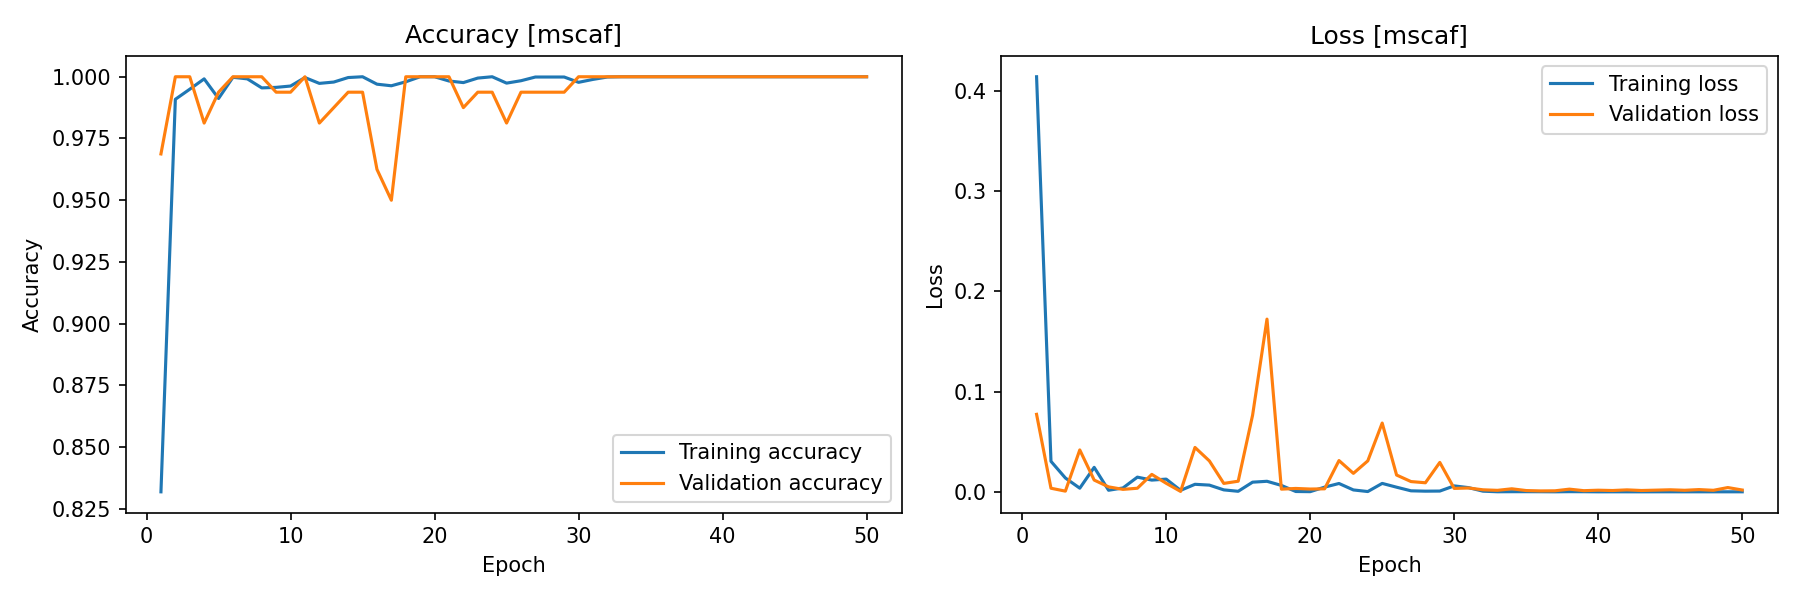 Accuracy [mscaf]
Accuracy
1.000
0.975
0.950
0.925
0.900
0.875
0.850
0.825
0 10 20 30 40 50
Epoch
Training accuracy
Validation accuracy
Loss [mscaf]
Loss
0.4
0.3
0.2
0.1
0.0
0 10 20 30 40 50
Epoch
Training loss
Validation loss